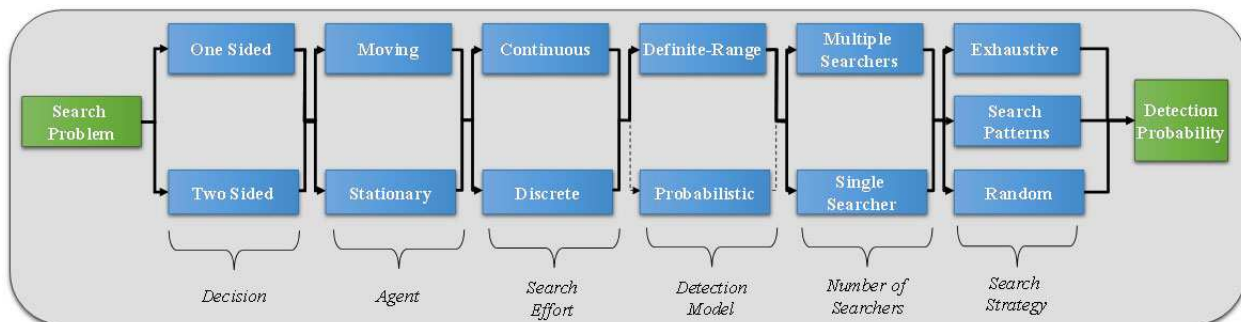 Search
Problem
One Sided
Two Sided
Decision
Moving
Stationary
Agent
Continuous
Discrete
Search
Effort
Definite-Range
Probabilistic
Detection
Model
Multiple
Searchers
Single
Searcher
Number of
Searchers
Exhaustive
Search
Patterns
Random
Search
Strategy
Detection
Probability